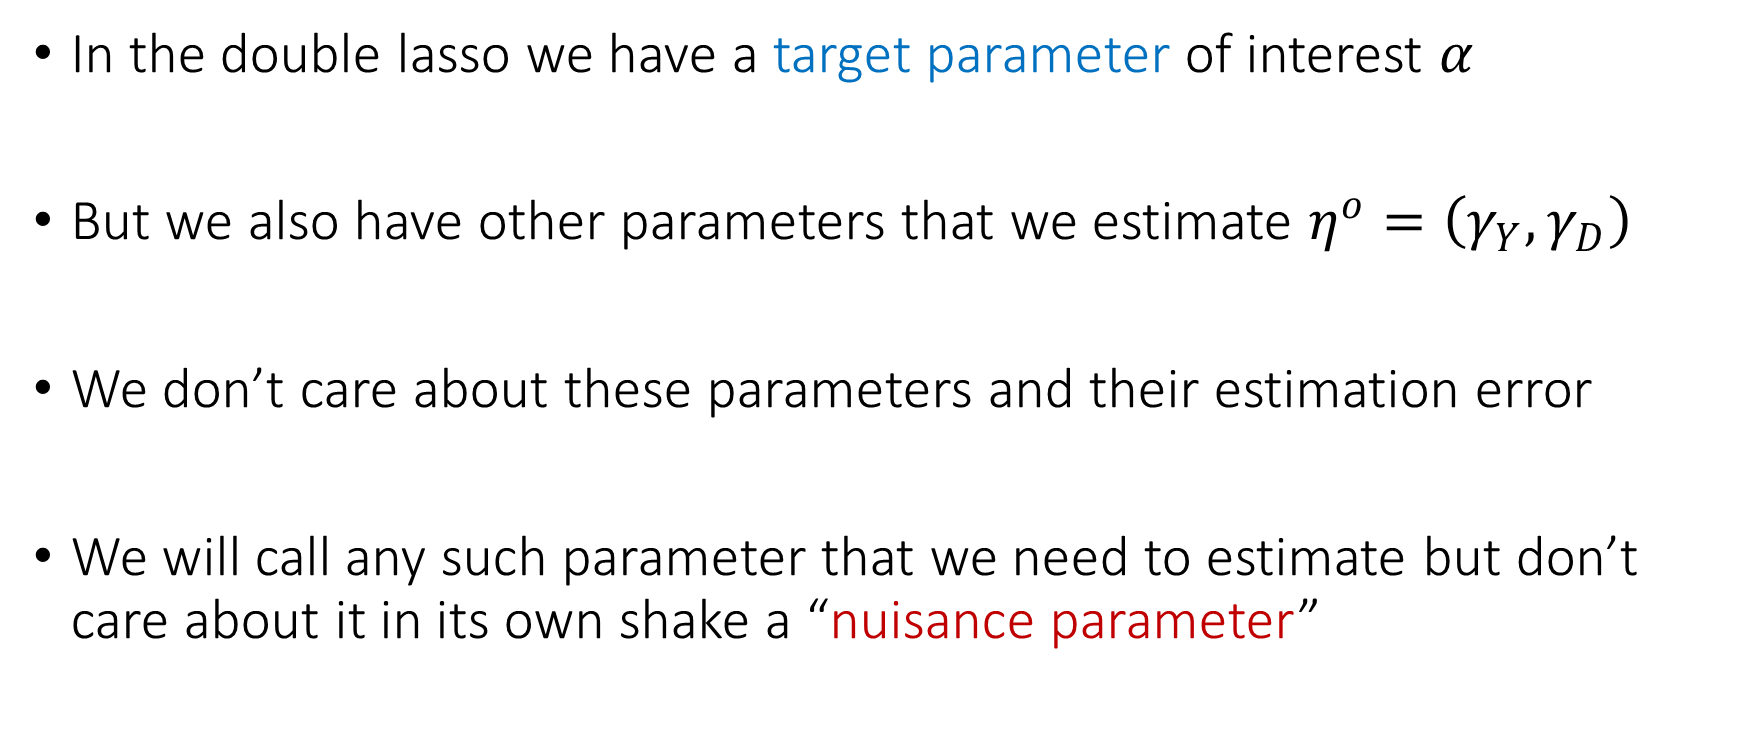 • In the double lasso we have a target parameter of interest α
• But we also have other parameters that we estimate ηᵒ = (γ_Y, γ_D)
• We don’t care about these parameters and their estimation error
• We will call any such parameter that we need to estimate but don’t
care about it in its own shake a “nuisance parameter”